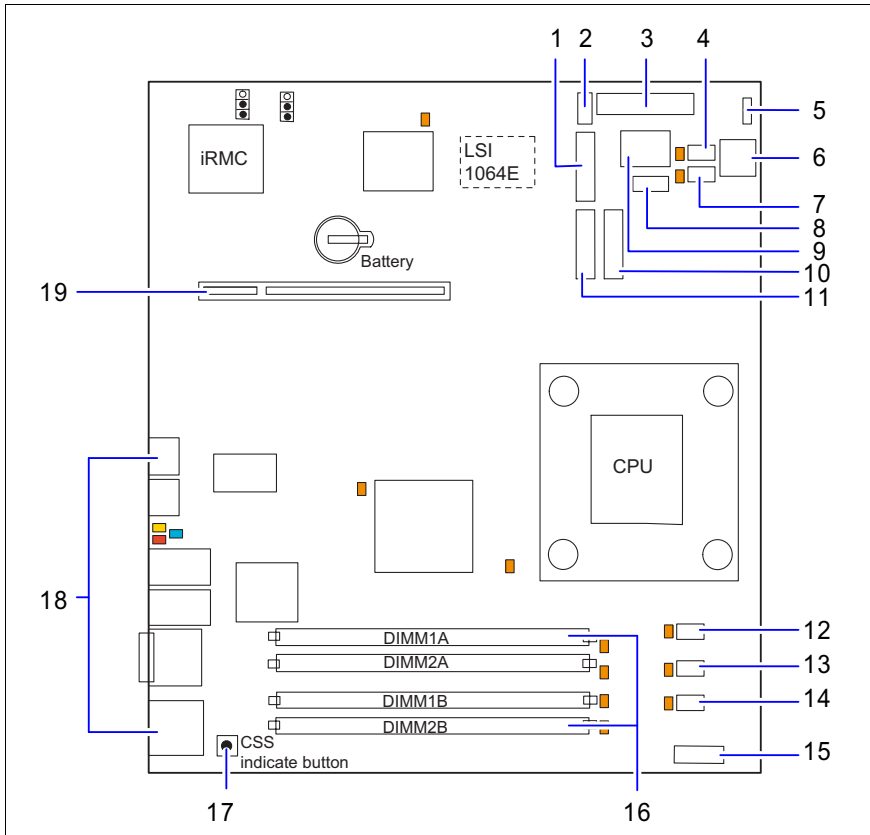 1 2 3 4
5
iRMC
LSI
1064E
6
7
8
9
Battery
10
11
19
CPU
18
12
DIMM1A
13
DIMM2A
14
DIMM1B
DIMM2B
CSS
indicate button
15
17
16